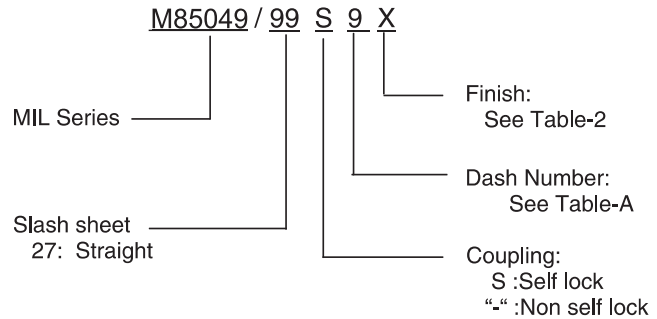 M85049 / 99 S 9 X
Finish:
See Table-2
MIL Series
Dash Number:
See Table-A
Slash sheet
27: Straight
Coupling:
S :Self lock
“-“ :Non self lock